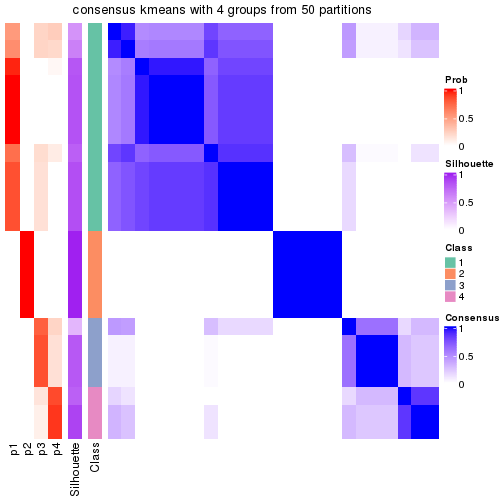 consensus kmeans with 4 groups from 50 partitions
Prob
1
0.5
0
Silhouette
1
0.5
0
Class
1
2
3
4
Consensus
1
0.5
0
p1
p2
p3
p4
Silhouette
Class